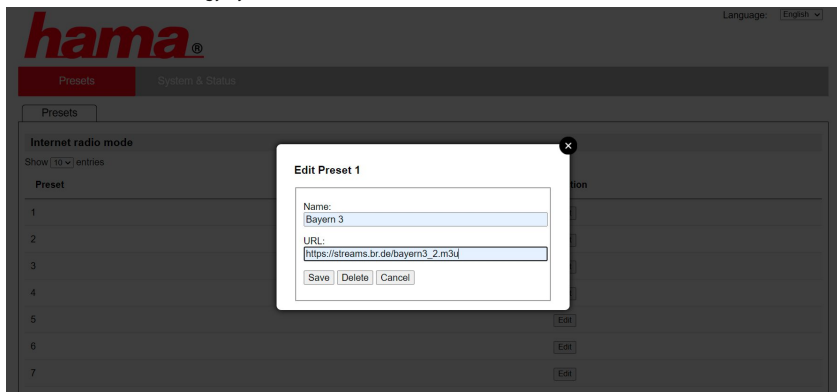 Language: English
hama®
Presets System & Status
Presets
Internet radio mode
Show 10 entries
Preset
1
2
3
4
5 Edit
6 Edit
7 Edit
Edit Preset 1
Name:
Bayern 3
URL:
https://streams.br.de/bayern3_2.m3u
Save Delete Cancel